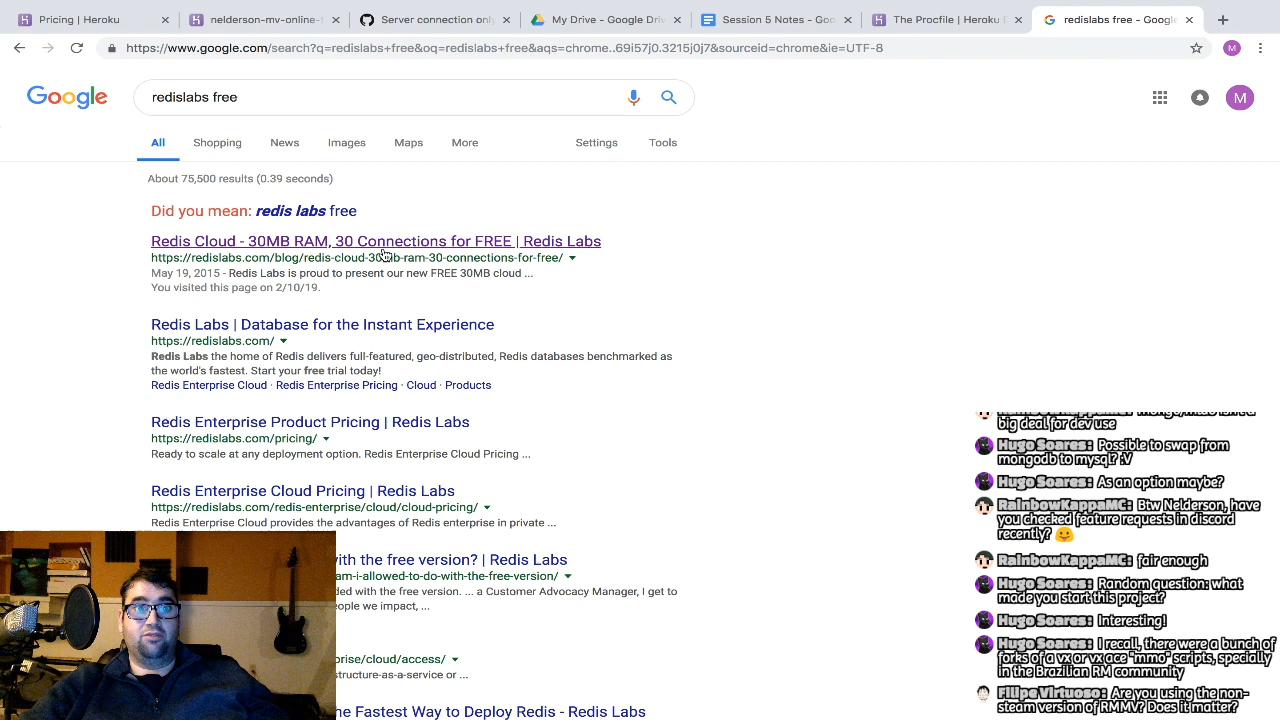 Pricing | Heroku
nelderson-mv-online-
Server connection only
My Drive - Google Driv
Session 5 Notes - Goo
The Procfile | Heroku
redislabs free - Google
https://www.google.com/search?q=redislabs+free&oq=redislabs+free&aqs=chrome..69i57j0.3215j0j7&sourceid=chrome&ie=UTF-8
M
Google
redislabs free
M
All
Shopping
News
Images
Maps
More
Settings
Tools
About 75,500 results (0.39 seconds)
Did you mean: redis labs free
Redis Cloud - 30MB RAM, 30 Connections for FREE | Redis Labs
https://redislabs.com/blog/redis-cloud-30mb-ram-30-connections-for-free/
May 19, 2015 - Redis Labs is proud to present our new FREE 30MB cloud ...
You visited this page on 2/10/19.
Redis Labs | Database for the Instant Experience
https://redislabs.com/
Redis Labs the home of Redis delivers full-featured, geo-distributed, Redis databases benchmarked as
the world's fastest. Start your free trial today!
Redis Enterprise Cloud · Redis Enterprise Pricing · Cloud · Products
Redis Enterprise Product Pricing | Redis Labs
https://redislabs.com/pricing/
Ready to scale at any deployment option. Redis Enterprise Cloud Pricing ...
Redis Enterprise Cloud Pricing | Redis Labs
https://redislabs.com/redis-enterprise/cloud/cloud-pricing/
Redis Enterprise Cloud provides the advantages of Redis enterprise in private ...
with the free version? | Redis Labs
am-i-allowed-to-do-with-the-free-version/
ded with the free version. ... a Customer Advocacy Manager, I get to
eople we impact, ...
prise/cloud/access/
structure-as-a-service or ...
he Fastest Way to Deploy Redis - Redis Labs
big deal for dev use
Hugo Soares: Possible to swap from
mongodb to mysql? :V
Hugo Soares: As an option maybe?
RainbowKappaMC: Btw Nelderson, have
you checked feature requests in discord
recently? 🤗
RainbowKappaMC: fair enough
Hugo Soares: Random question: what
made you start this project?
Hugo Soares: Interesting!
Hugo Soares: I recall, there were a bunch of
forks of a vx or vx ace "mmo" scripts, specially
in the Brazilian RM community
Filipe Virtuoso: Are you using the non-
steam version of RMMV? Does it matter?